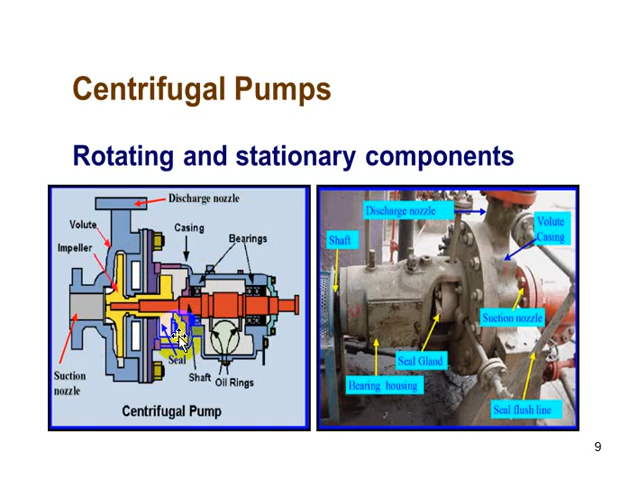 Centrifugal Pumps
Rotating and stationary components
Discharge nozzle
Volute
Casing
Impeller
Bearings
Suction
nozzle
Seal
Shaft
Oil Rings
Centrifugal Pump
Discharge nozzle
Volute
Casing
Shaft
Suction nozzle
Seal Gland
Bearing housing
Seal flush line
9